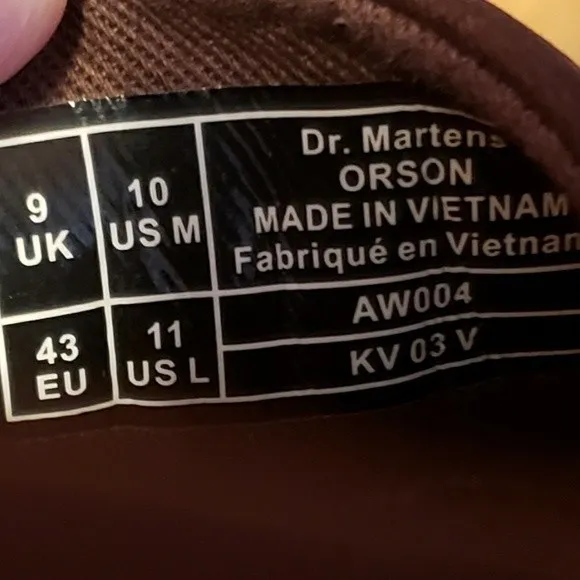 9
UK
10
US M
Dr. Martens
ORSON
MADE IN VIETNAM
Fabriqué en Vietnam
43
EU
11
US L
AW004
KV 03 V